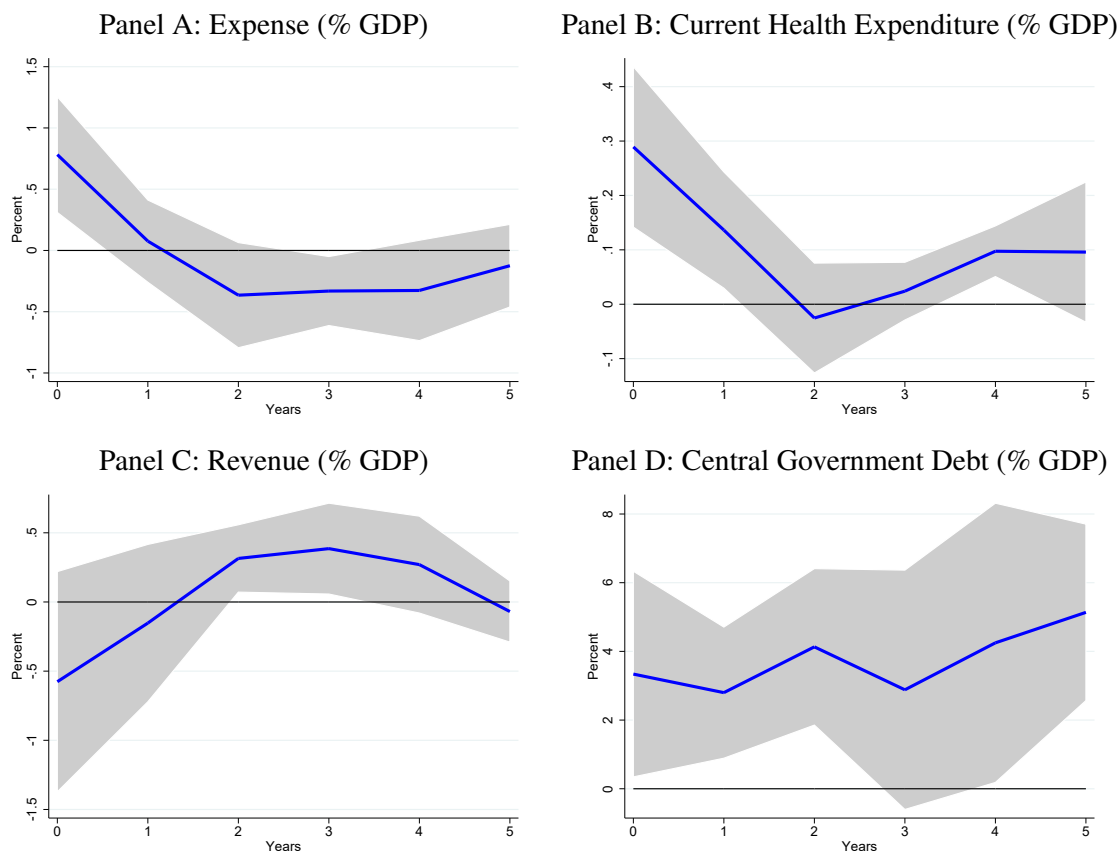 Panel A: Expense (% GDP)
Percent
1.5
1
.5
0
-.5
-1
0 1 2 3 4 5
Years
Panel B: Current Health Expenditure (% GDP)
Percent
.4
.3
.2
.1
0
-.1
0 1 2 3 4 5
Years
Panel C: Revenue (% GDP)
Percent
.5
0
-.5
-1
-1.5
0 1 2 3 4 5
Years
Panel D: Central Government Debt (% GDP)
Percent
8
6
4
2
0
0 1 2 3 4 5
Years